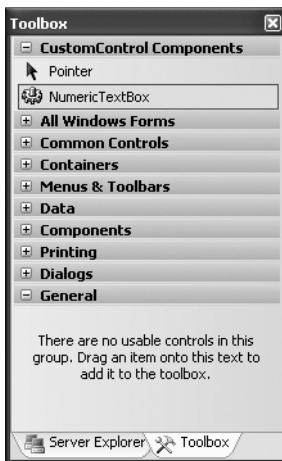 Toolbox
CustomControl Components
Pointer
NumericTextBox
All Windows Forms
Common Controls
Containers
Menus & Toolbars
Data
Components
Printing
Dialogs
General
There are no usable controls in this
group. Drag an item onto this text to
add it to the toolbox.
Server Explorer Toolbox